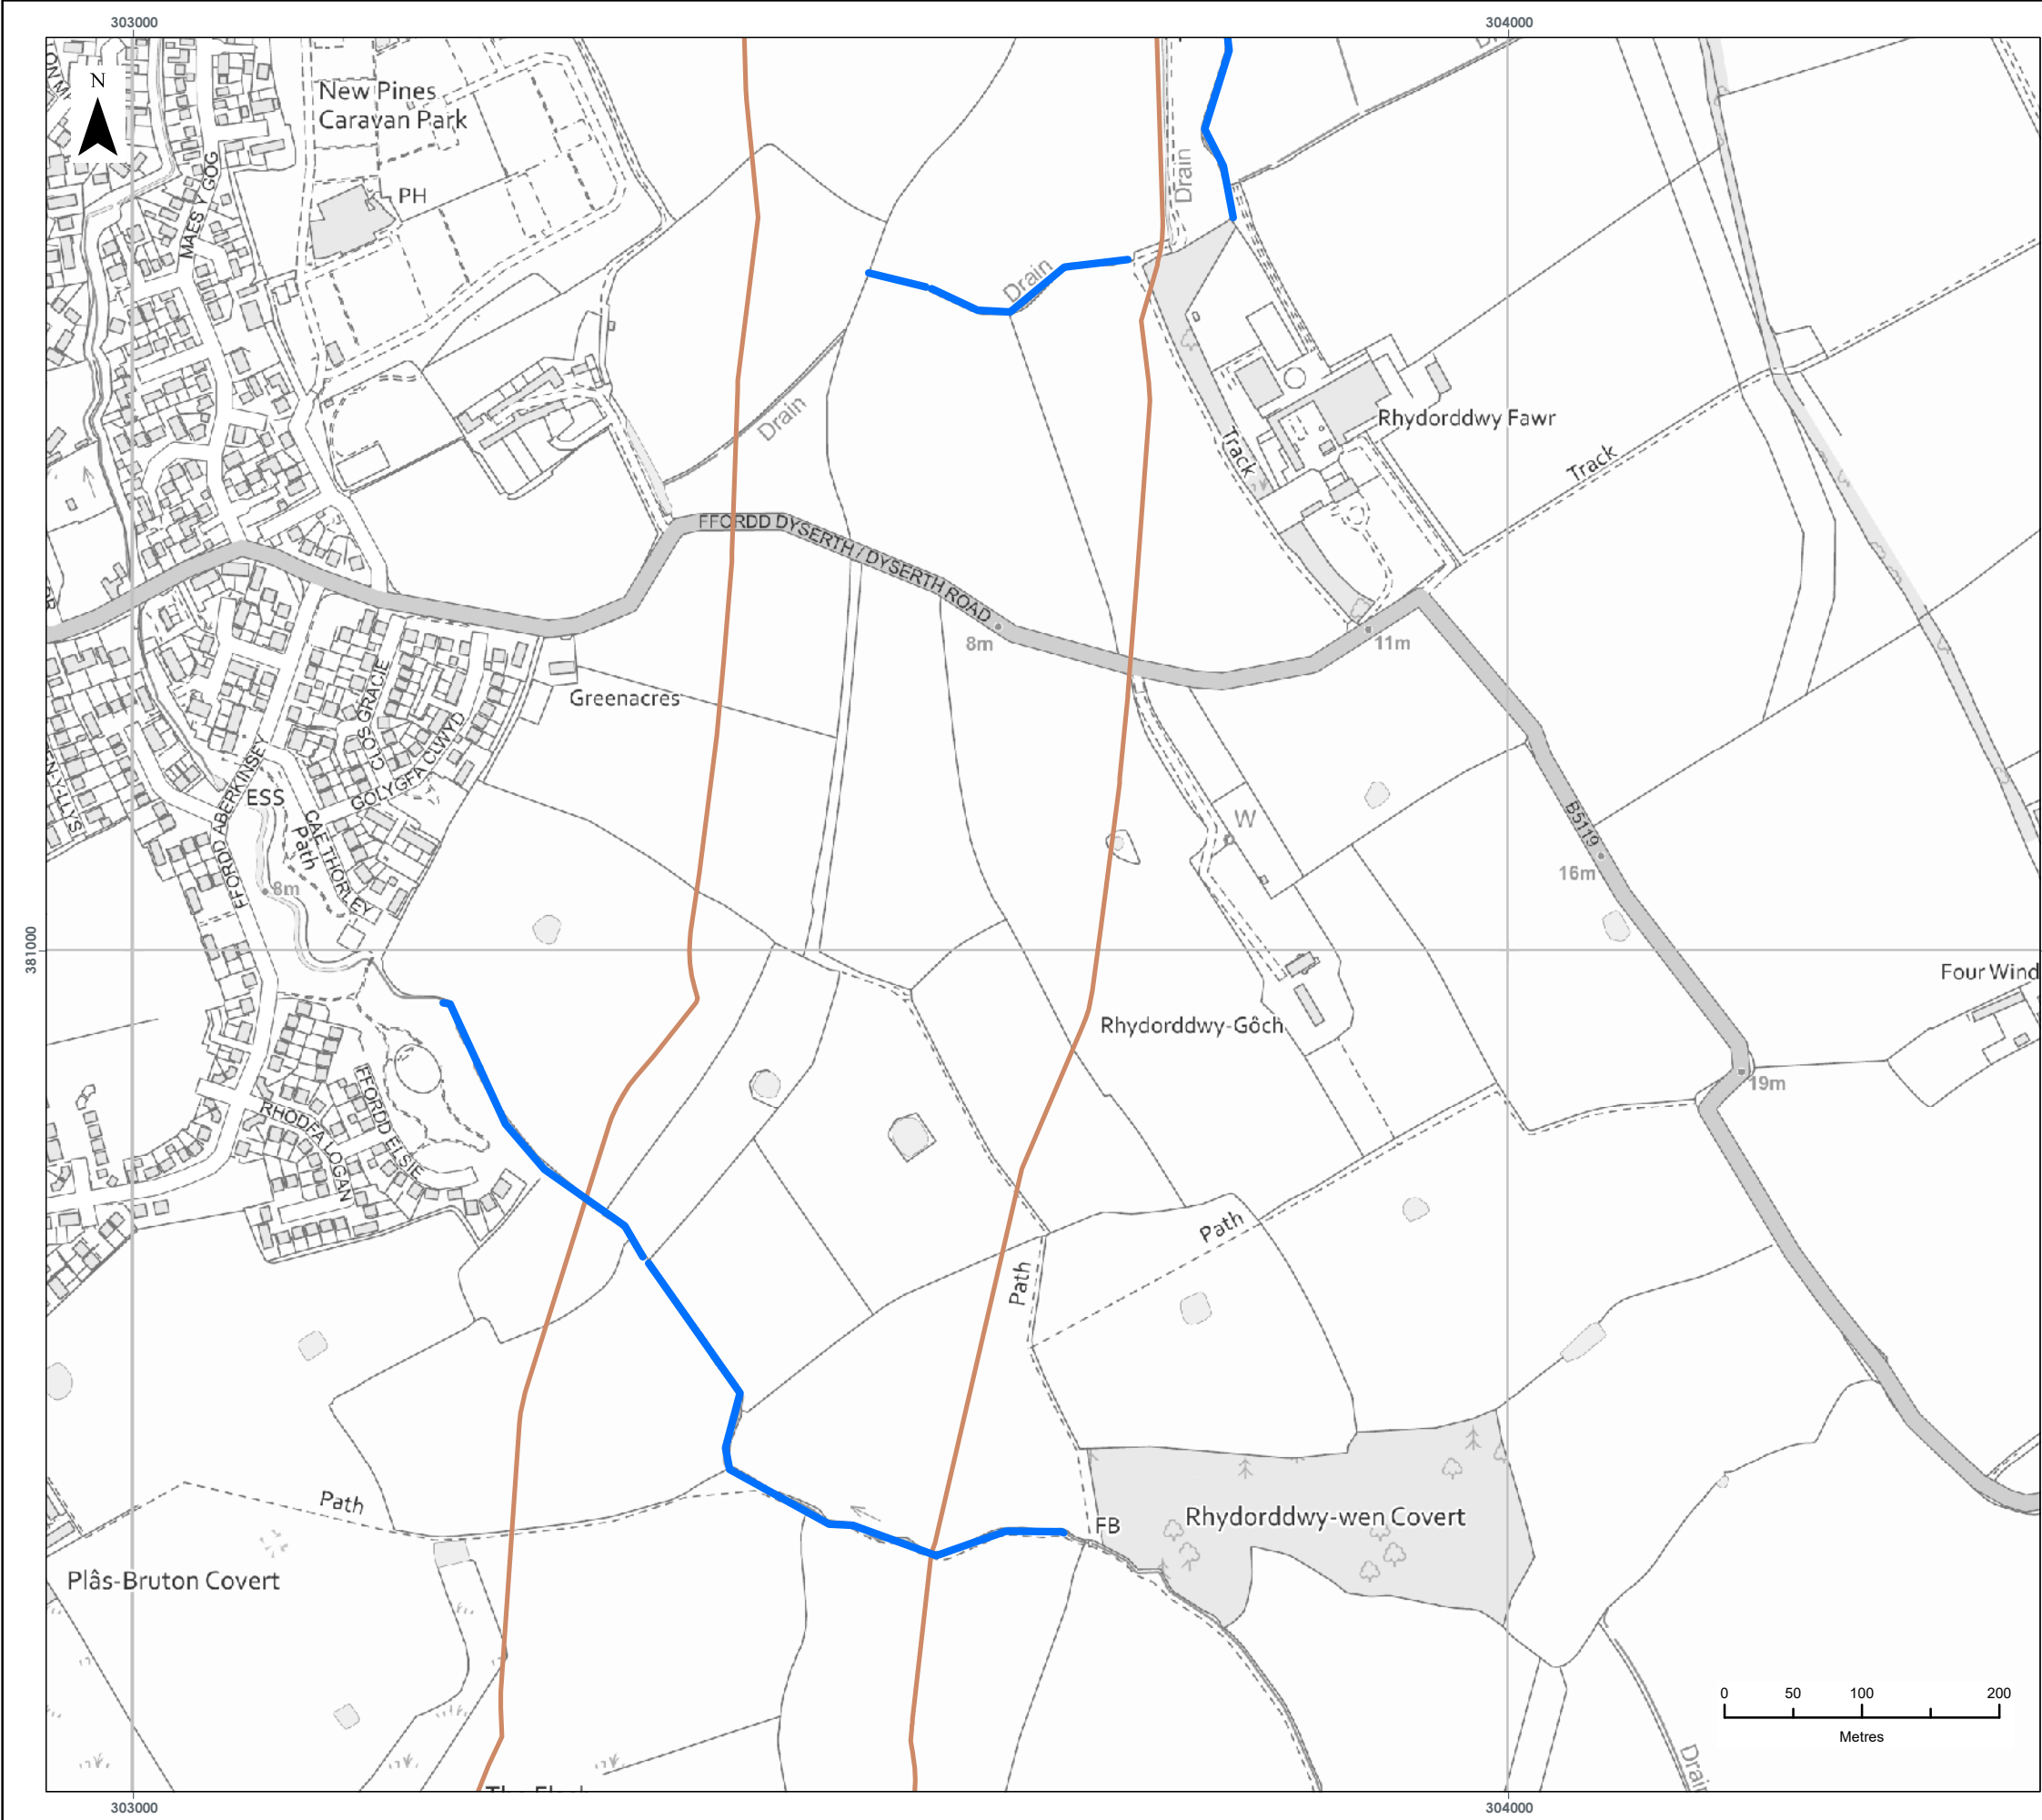 303000
304000
N
New Pines
Caravan Park
PH
MAES Y GOG
Drain
Drain
Drain
Rhydorddwy Fawr
Track
Track
FFORDD DYSERTH / DYSERTH ROAD
8m
11m
Greenacres
CLOS GRACIE
GOLYGFA CLWYD
FFORDD ABERKINSEY
ESS
Path
CAE THORLEY
8m
W
B5119
16m
381000
Four Wind
Rhydorddwy-Gôch
19m
RHODFA LOGAN
FFORDD ELSIE
Path
Path
Path
FB
Rhydorddwy-wen Covert
Plâs-Bruton Covert
Drain
0
50
100
200
Metres
303000
304000